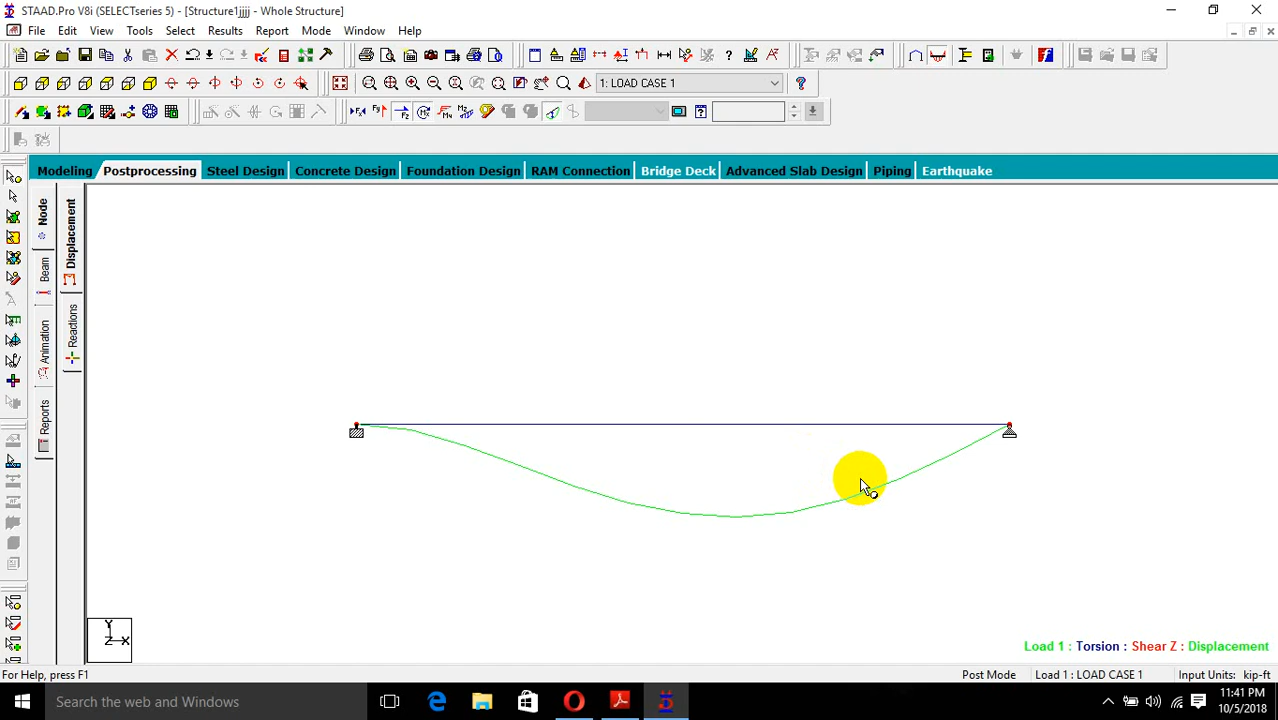 STAAD.Pro V8i (SELECTseries 5) - [Structure1jjjj - Whole Structure]
File Edit View Tools Select Results Report Mode Window Help
1: LOAD CASE 1
Modeling Postprocessing Steel Design Concrete Design Foundation Design RAM Connection Bridge Deck Advanced Slab Design Piping Earthquake
Node
Beam
Animation
Reports
Displacement
Reactions
Y
Z X
Load 1 : Torsion : Shear Z : Displacement
For Help, press F1
Post Mode
Load 1 : LOAD CASE 1
Input Units: kip-ft
Search the web and Windows
11:41 PM
10/5/2018